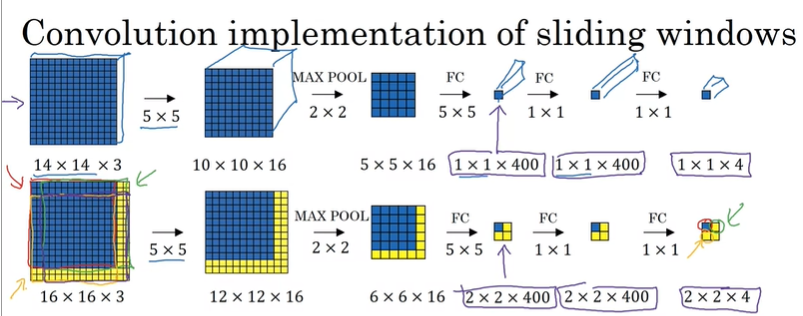 Convolution implementation of sliding windows
MAX POOL FC FC FC
5 × 5 2 × 2 5 × 5 1 × 1 1 × 1
14 × 14 × 3 10 × 10 × 16 5 × 5 × 16 1 × 1 × 400 1 × 1 × 400 1 × 1 × 4
MAX POOL FC FC FC
5 × 5 2 × 2 5 × 5 1 × 1 1 × 1
16 × 16 × 3 12 × 12 × 16 6 × 6 × 16 2 × 2 × 400 2 × 2 × 400 2 × 2 × 4